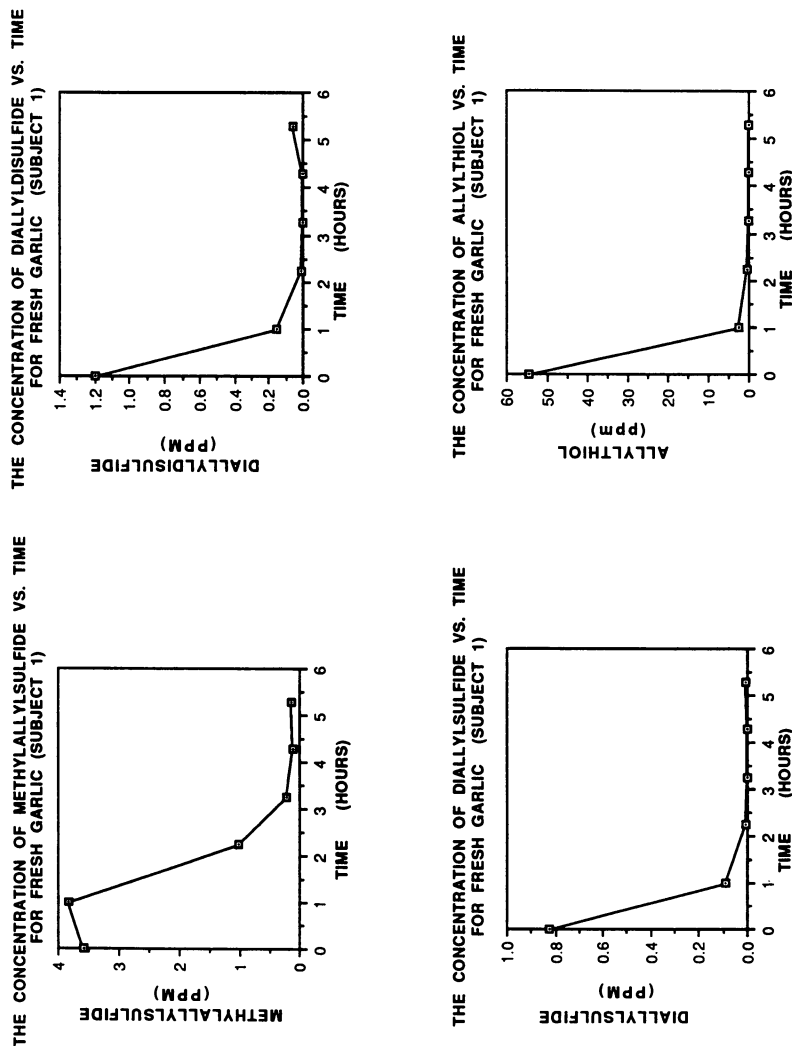 THE CONCENTRATION OF METHYLALLYLSULFIDE VS. TIME
FOR FRESH GARLIC (SUBJECT 1)
METHYLALLYLSULFIDE
(PPM)
4
3
2
1
0
0 1 2 3 4 5 6
TIME (HOURS)
THE CONCENTRATION OF DIALLYLDISULFIDE VS. TIME
FOR FRESH GARLIC (SUBJECT 1)
DIALLYLDISULFIDE
(PPM)
1.4
1.2
1.0
0.8
0.6
0.4
0.2
0.0
0 1 2 3 4 5 6
TIME (HOURS)
THE CONCENTRATION OF DIALLYLSULFIDE VS. TIME
FOR FRESH GARLIC (SUBJECT 1)
DIALLYLSULFIDE
(PPM)
1.0
0.8
0.6
0.4
0.2
0.0
0 1 2 3 4 5 6
TIME (HOURS)
THE CONCENTRATION OF ALLYLTHIOL VS. TIME
FOR FRESH GARLIC (SUBJECT 1)
ALLYLTHIOL
(ppm)
60
50
40
30
20
10
0
0 1 2 3 4 5 6
TIME (HOURS)